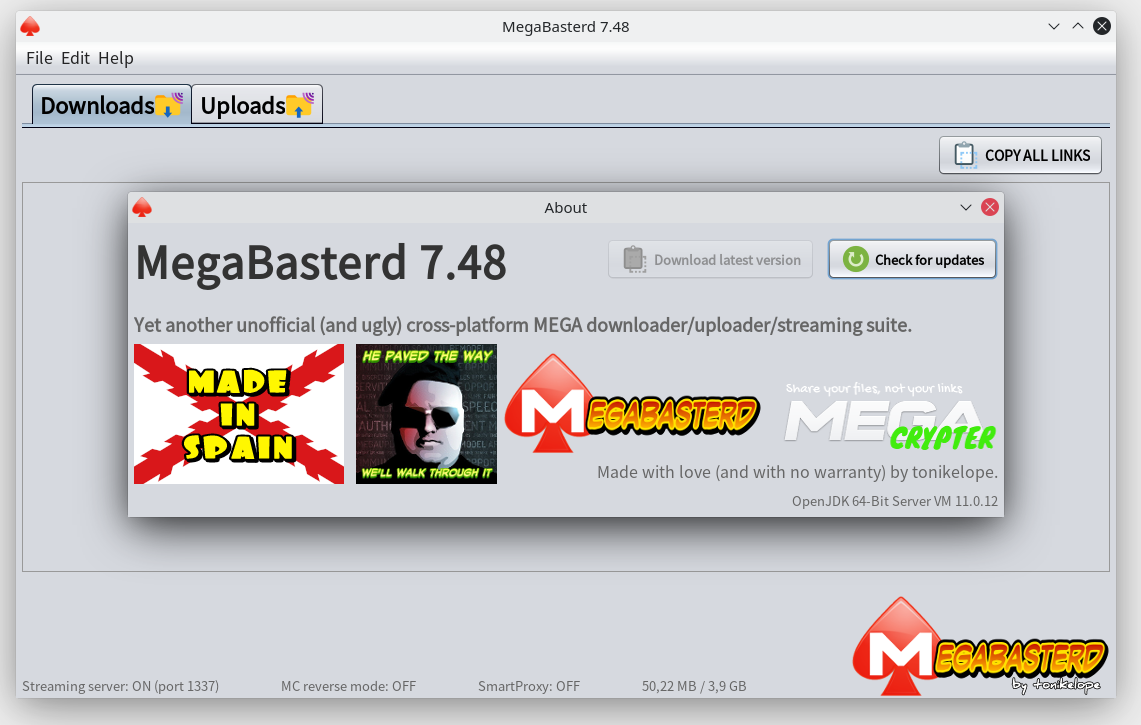 MegaBasterd 7.48
File Edit Help
Downloads Uploads
COPY ALL LINKS
About
MegaBasterd 7.48
Download latest version
Check for updates
Yet another unofficial (and ugly) cross-platform MEGA downloader/uploader/streaming suite.
MADE
IN
SPAIN
HE PAVED THE WAY
WE'LL WALK THROUGH IT
MEGABASTERD
Share your files, not your links
MEGA
CRYPTER
Made with love (and with no warranty) by tonikelope.
OpenJDK 64-Bit Server VM 11.0.12
MEGABASTERD
by tonikelope
Streaming server: ON (port 1337) MC reverse mode: OFF SmartProxy: OFF 50,22 MB / 3,9 GB